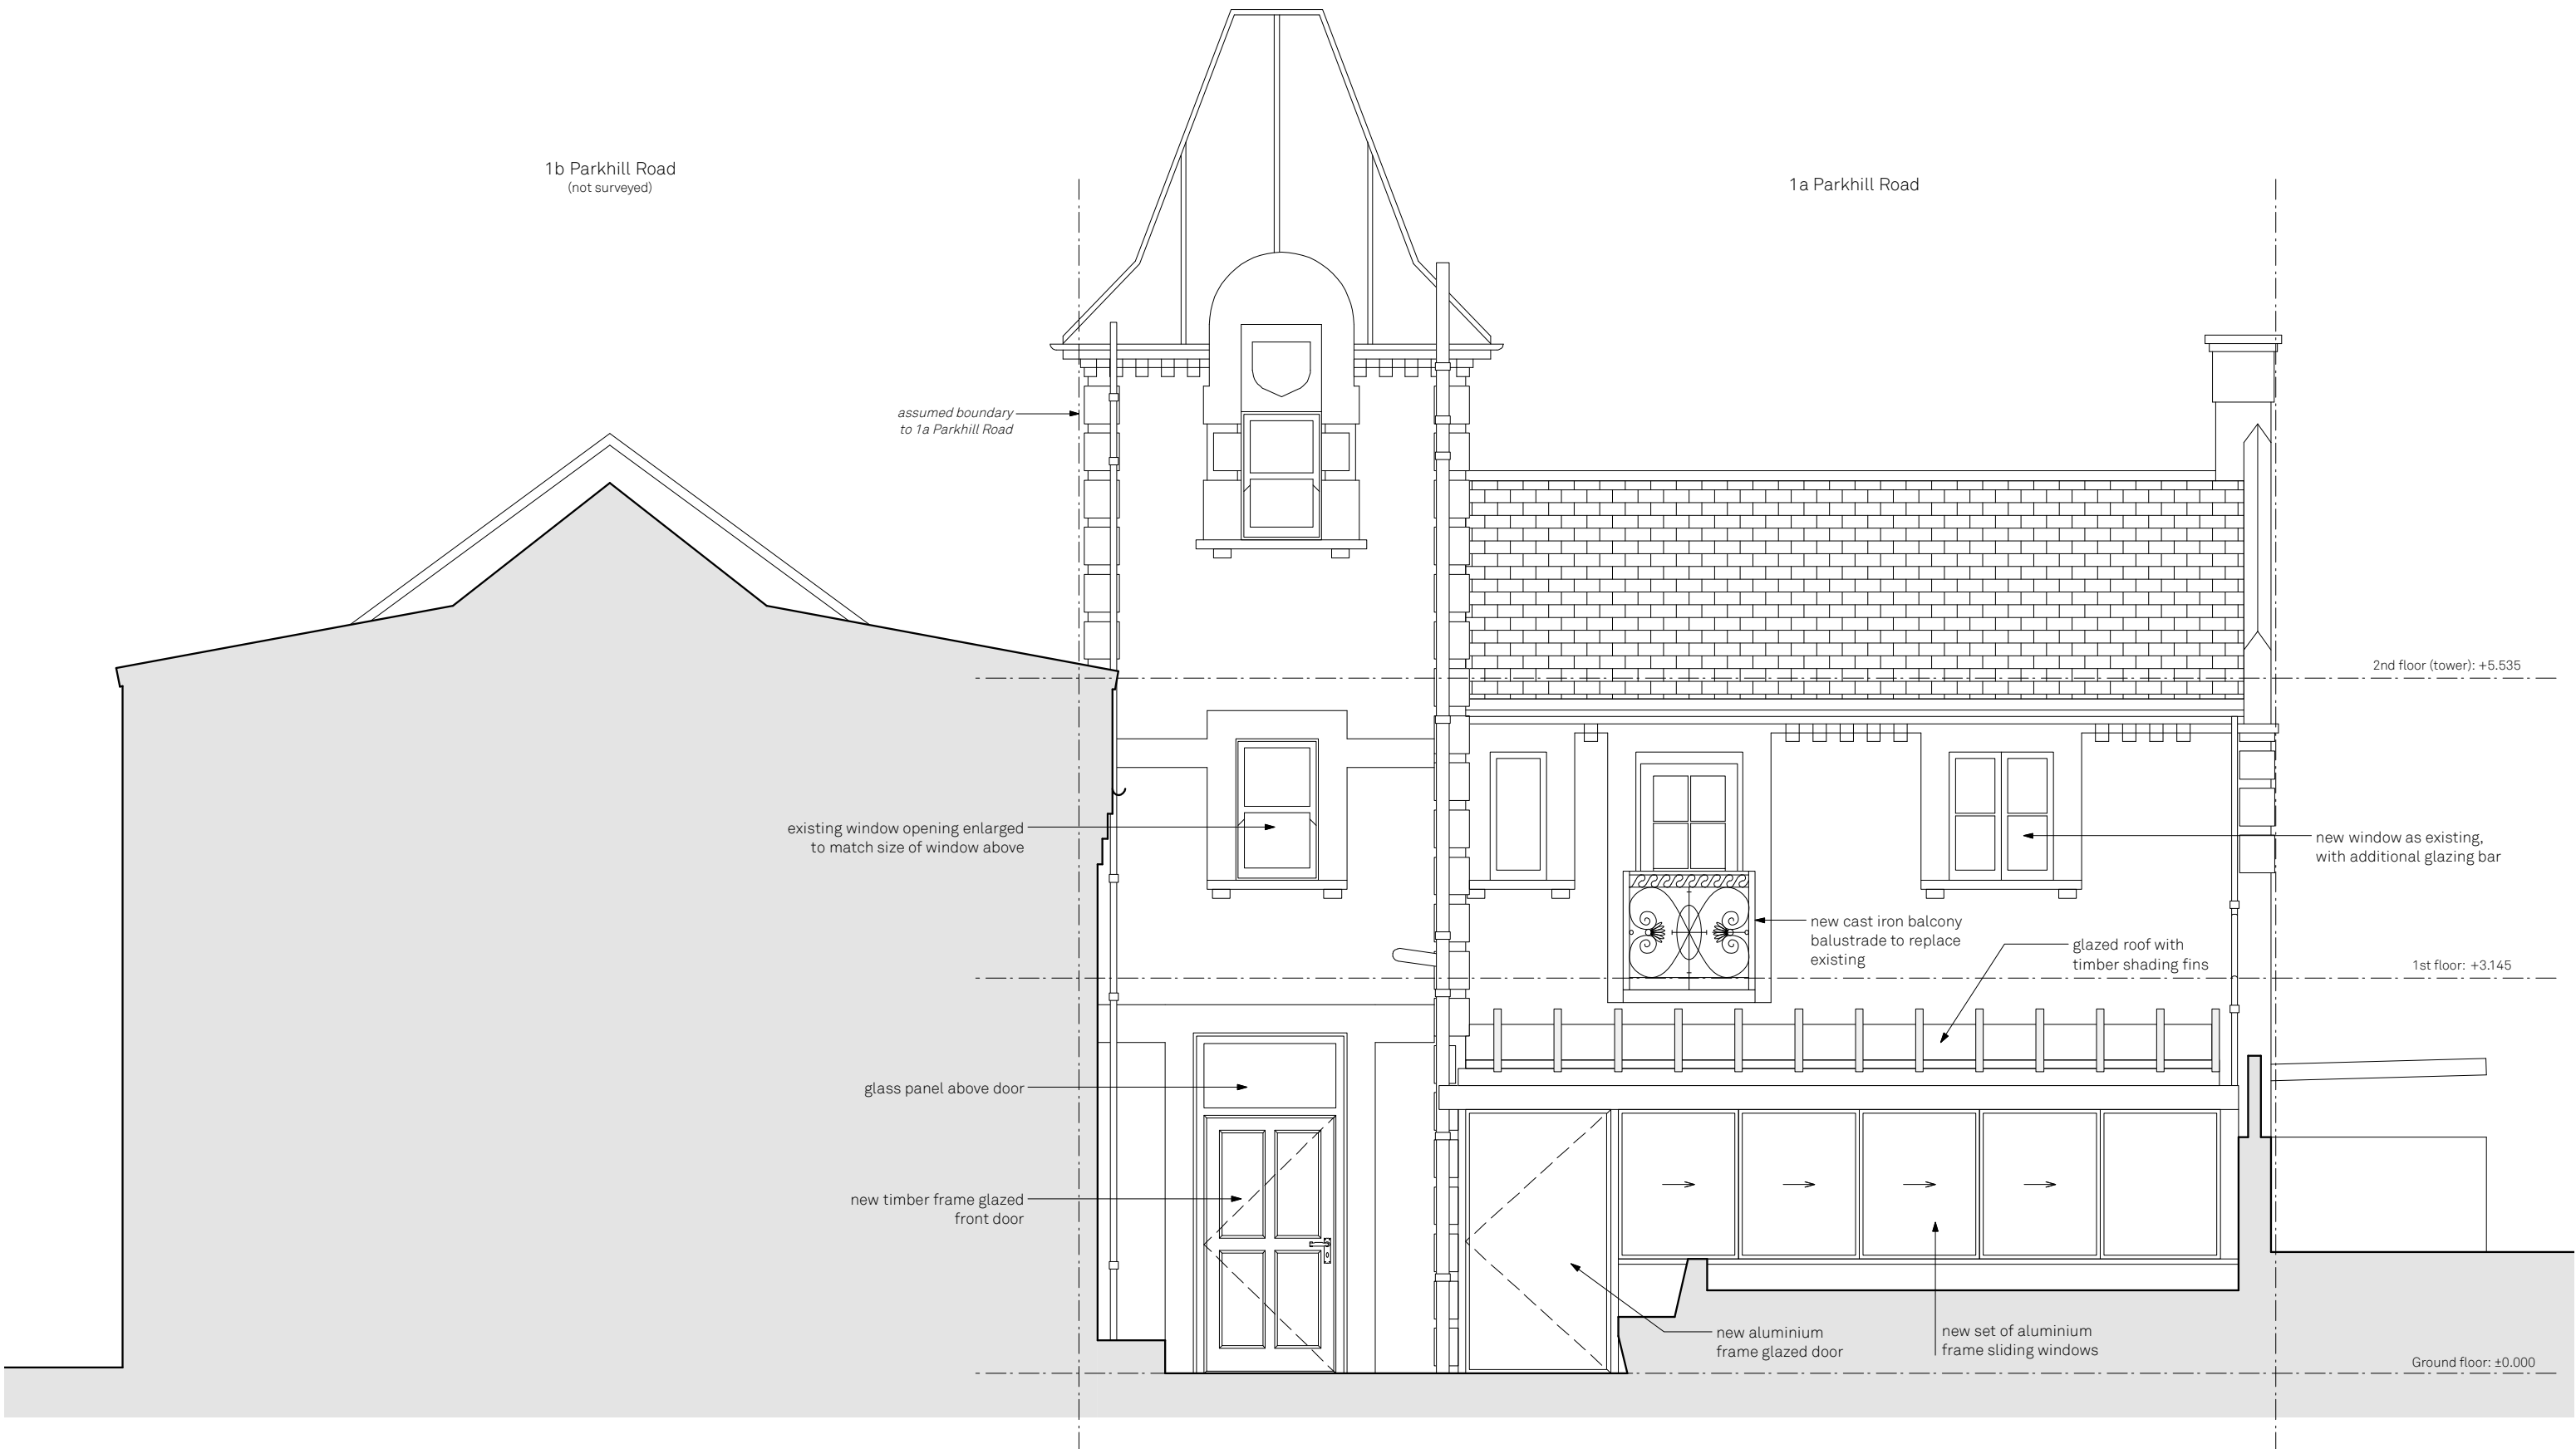 1b Parkhill Road
(not surveyed)
1a Parkhill Road
assumed boundary
to 1a Parkhill Road
2nd floor (tower): +5.535
existing window opening enlarged
to match size of window above
new window as existing,
with additional glazing bar
new cast iron balcony
balustrade to replace
existing
glazed roof with
timber shading fins
1st floor: +3.145
glass panel above door
new timber frame glazed
front door
new aluminium
frame glazed door
new set of aluminium
frame sliding windows
Ground floor: ±0.000